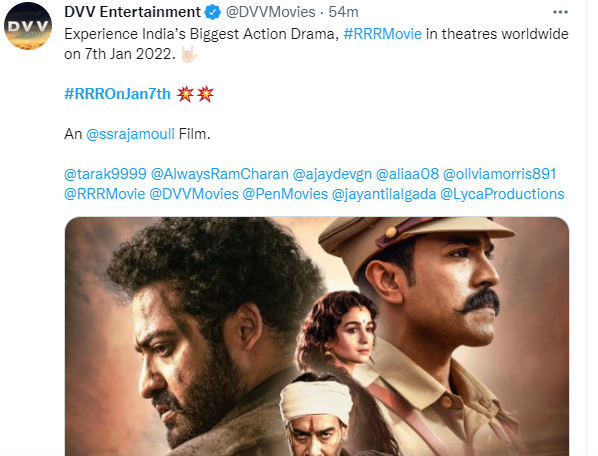 DVV Entertainment @DVVMovies · 54m
DVV
Experience India's Biggest Action Drama, #RRRMovie in theatres worldwide
on 7th Jan 2022. 🤟🏻
#RRROnJan7th 💥💥
An @ssrajamouli Film.
@tarak9999 @AlwaysRamCharan @ajaydevgn @aliaa08 @oliviamorris891
@RRRMovie @DVVMovies @PenMovies @jayantilalgada @LycaProductions